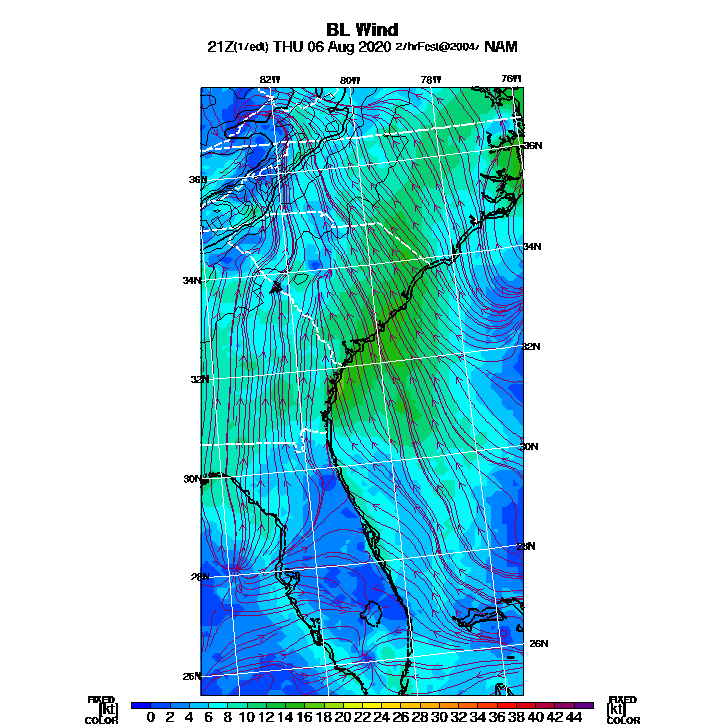 BL Wind
21Z(17edt) THU 06 Aug 2020 27hrFcst@2004z NAM
82W 80W 78W 76W
36N
36N
34N
34N
32N
32N
30N
30N
28N
28N
26N
26N
FIXED FIXED
[kt] 0 2 4 6 8 10 12 14 16 18 20 22 24 26 28 30 32 34 36 38 40 42 44 [kt]
COLOR COLOR